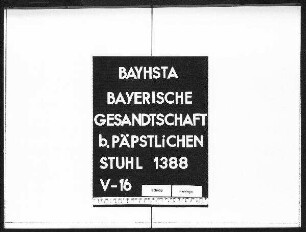 BAYHSTA
BAYERISCHE
GESANDTSCHAFT
b. PÄPSTLiCHEN
STUHL 1388
V-16